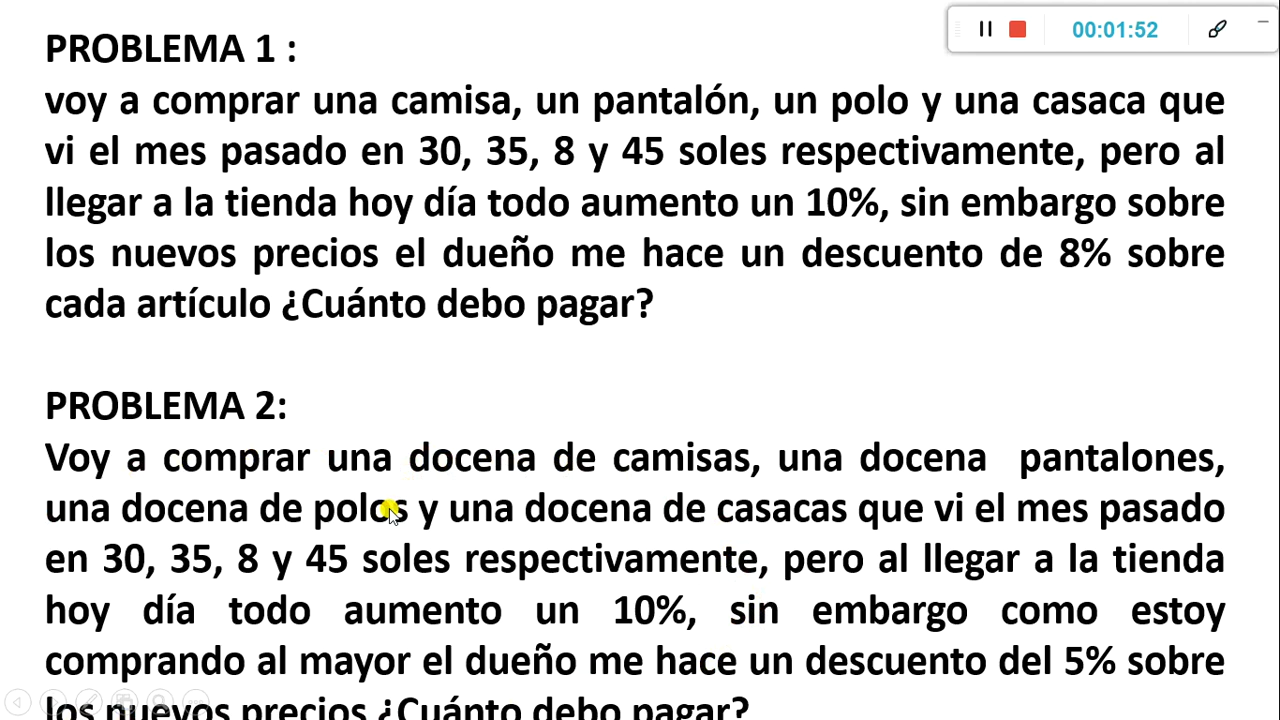 00:01:52
PROBLEMA 1 :
voy a comprar una camisa, un pantalón, un polo y una casaca que
vi el mes pasado en 30, 35, 8 y 45 soles respectivamente, pero al
llegar a la tienda hoy día todo aumento un 10%, sin embargo sobre
los nuevos precios el dueño me hace un descuento de 8% sobre
cada artículo ¿Cuánto debo pagar?
PROBLEMA 2:
Voy a comprar una docena de camisas, una docena pantalones,
una docena de polos y una docena de casacas que vi el mes pasado
en 30, 35, 8 y 45 soles respectivamente, pero al llegar a la tienda
hoy día todo aumento un 10%, sin embargo como estoy
comprando al mayor el dueño me hace un descuento del 5% sobre
los nuevos precios ¿Cuánto debo pagar?